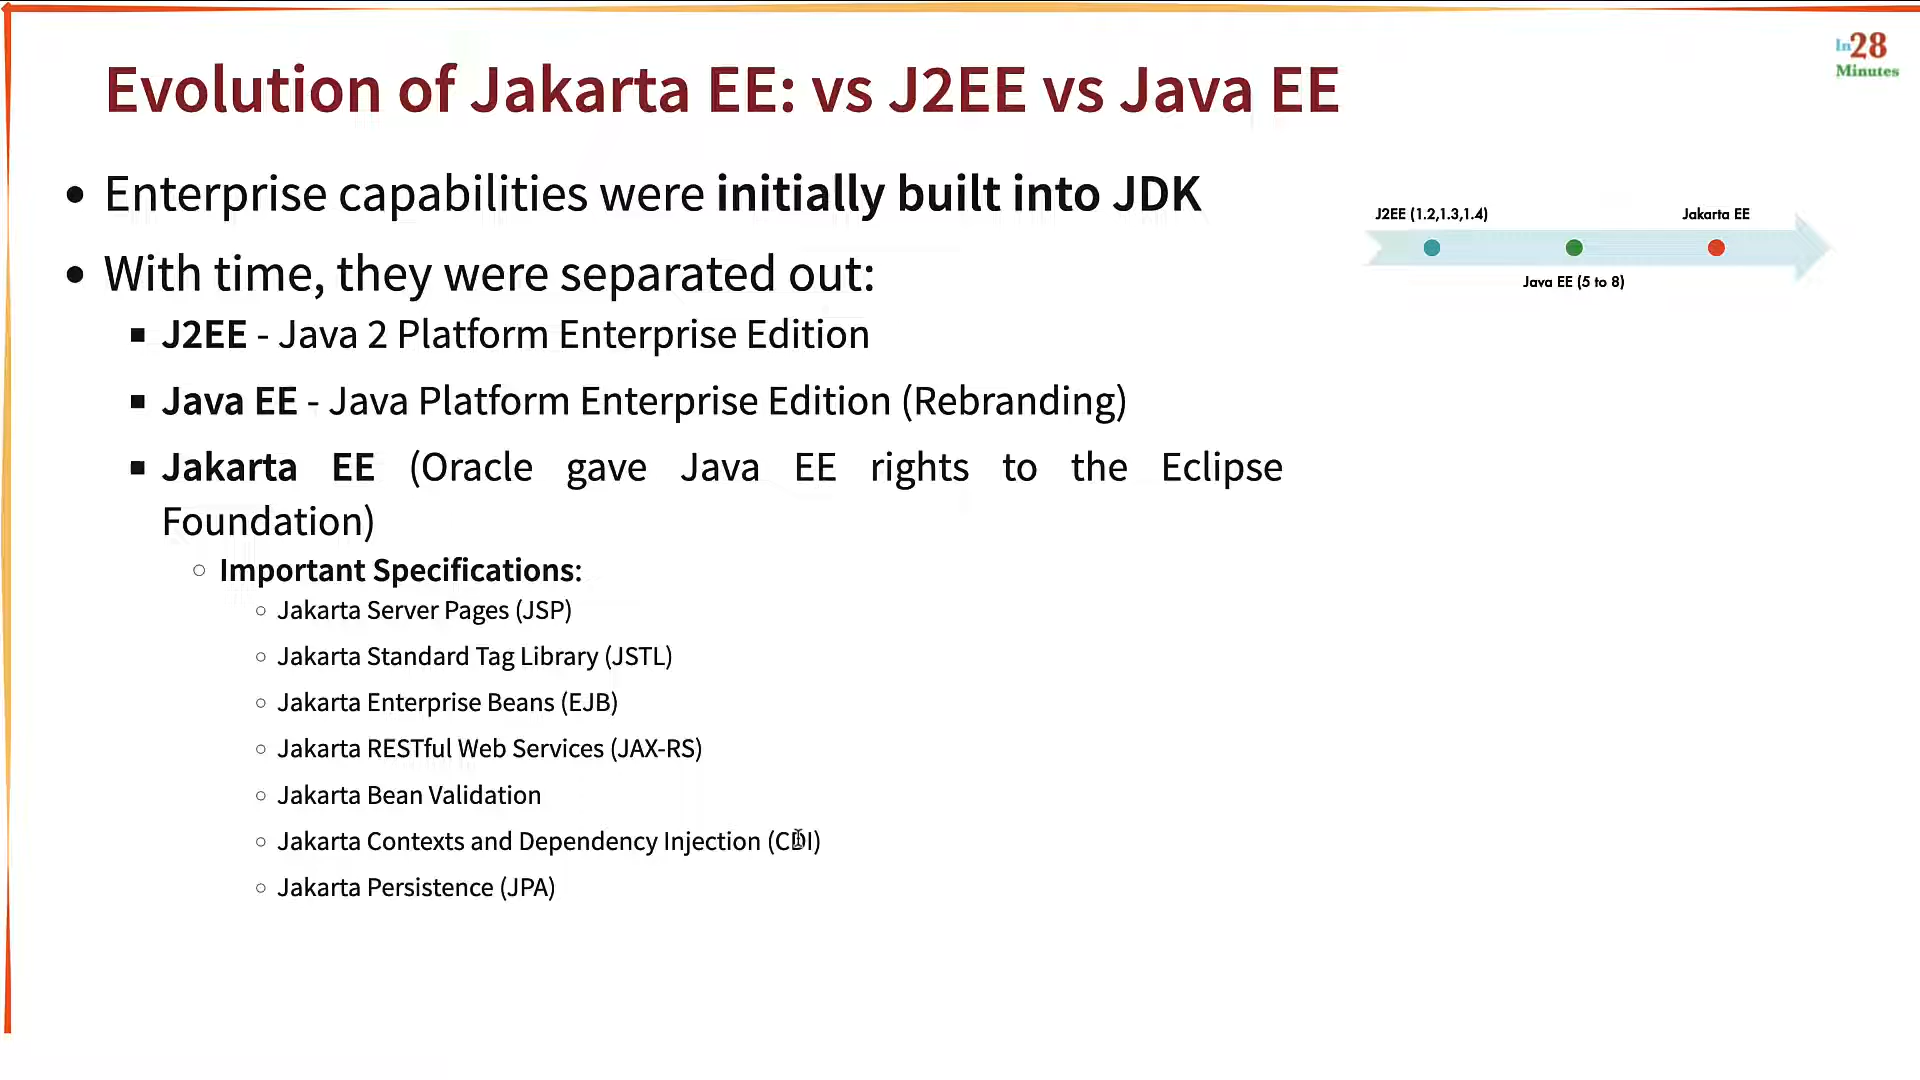 In28
Minutes
Evolution of Jakarta EE: vs J2EE vs Java EE
• Enterprise capabilities were initially built into JDK
• With time, they were separated out:
▪ J2EE - Java 2 Platform Enterprise Edition
▪ Java EE - Java Platform Enterprise Edition (Rebranding)
▪ Jakarta EE (Oracle gave Java EE rights to the Eclipse
Foundation)
○ Important Specifications:
○ Jakarta Server Pages (JSP)
○ Jakarta Standard Tag Library (JSTL)
○ Jakarta Enterprise Beans (EJB)
○ Jakarta RESTful Web Services (JAX-RS)
○ Jakarta Bean Validation
○ Jakarta Contexts and Dependency Injection (CDI)
○ Jakarta Persistence (JPA)
J2EE (1.2,1.3,1.4)
Jakarta EE
Java EE (5 to 8)